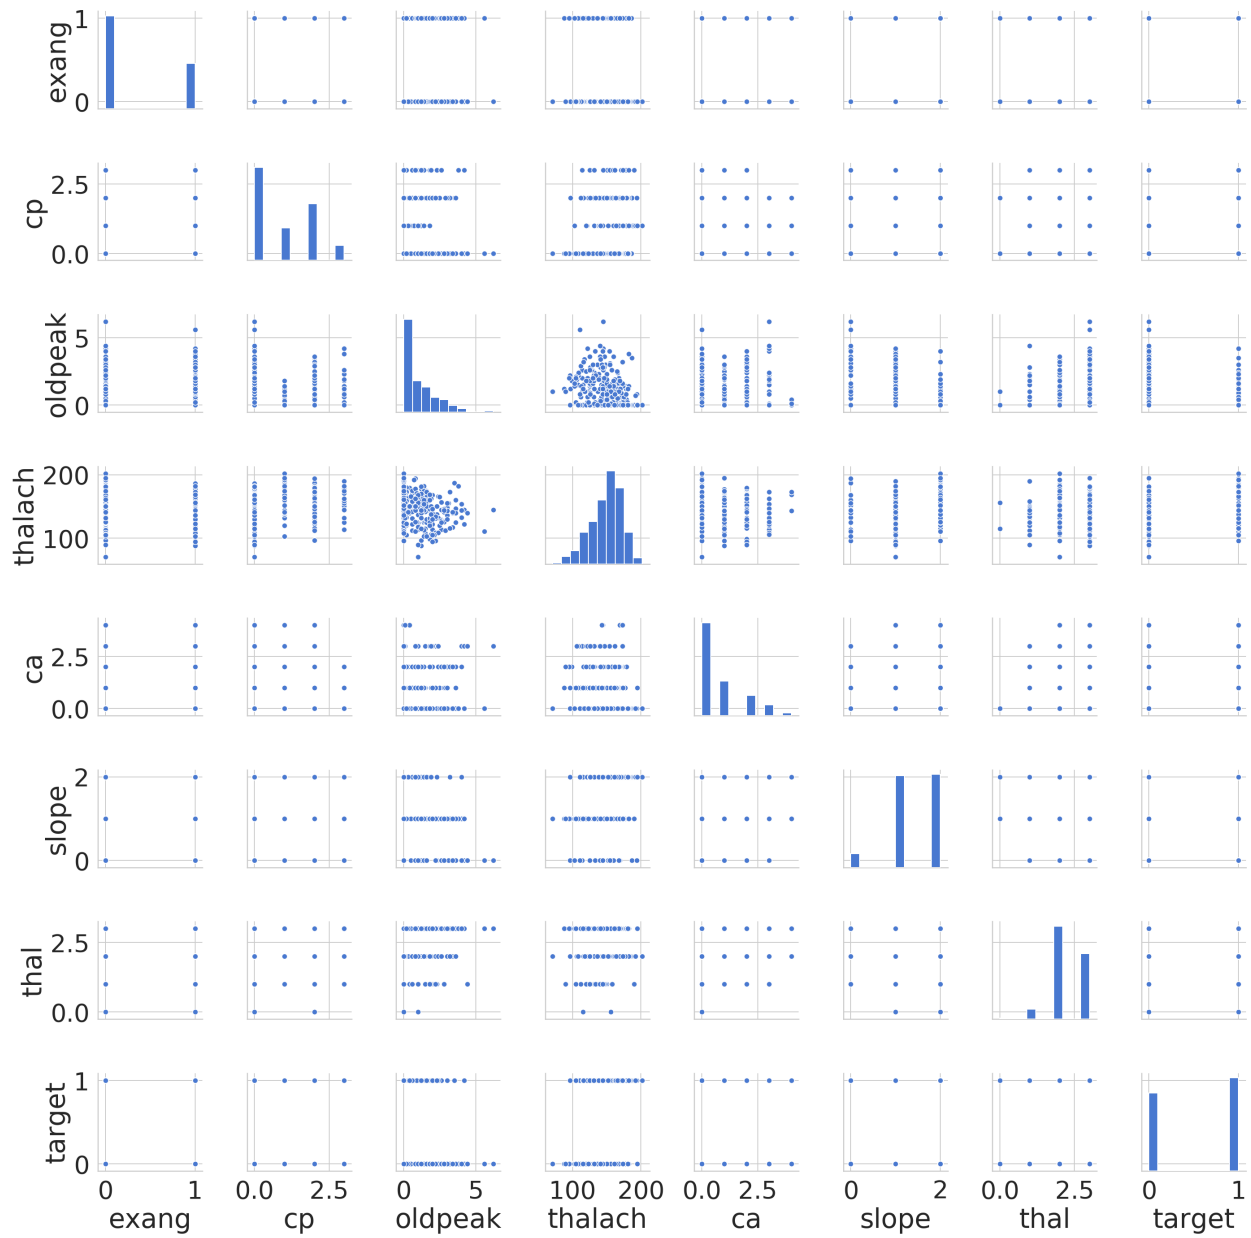 exang
1
0
cp
2.5
0.0
oldpeak
5
0
thalach
200
100
ca
2.5
0.0
slope
2
0
thal
2.5
0.0
target
1
0
0 1 0.0 2.5 0 5 100 200 0.0 2.5 0 2 0.0 2.5 0 1
exang cp oldpeak thalach ca slope thal target